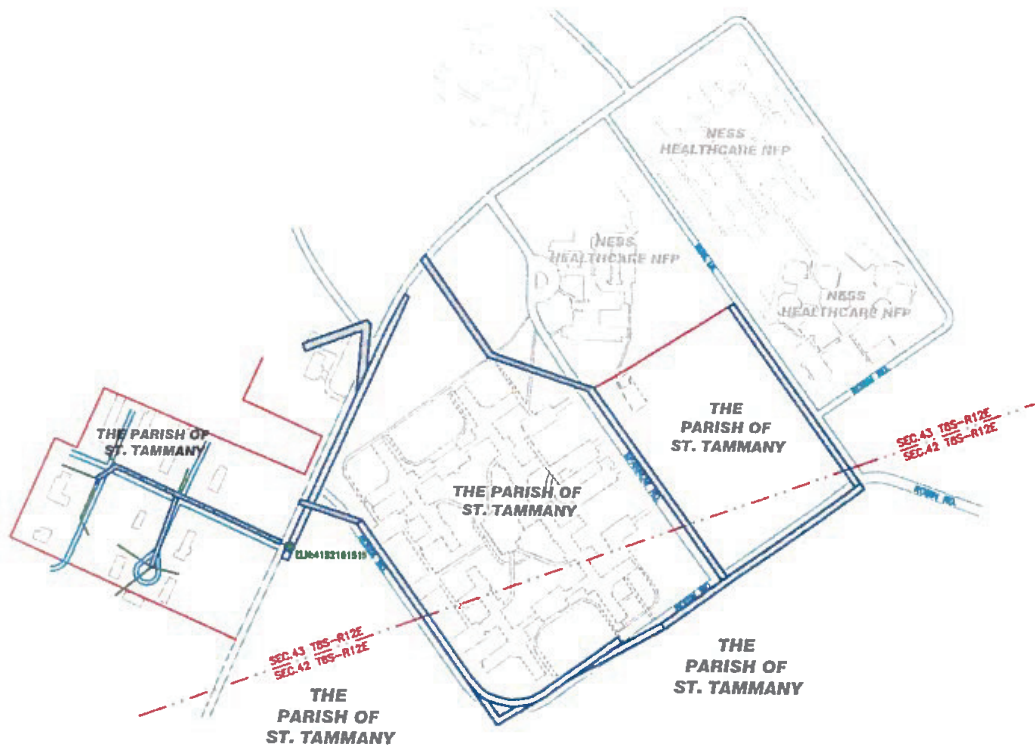 NESS
HEALTHCARE NFP
NESS
HEALTHCARE NFP
NESS
HEALTHCARE NFP
THE
PARISH OF
ST. TAMMANY
SEC.43 T8S-R12E
SEC.42 T8S-R12E
THE PARISH OF
ST. TAMMANY
THE PARISH OF
ST. TAMMANY
SEC.43 T8S-R12E
SEC.42 T8S-R12E
THE
PARISH OF
ST. TAMMANY
THE
PARISH OF
ST. TAMMANY